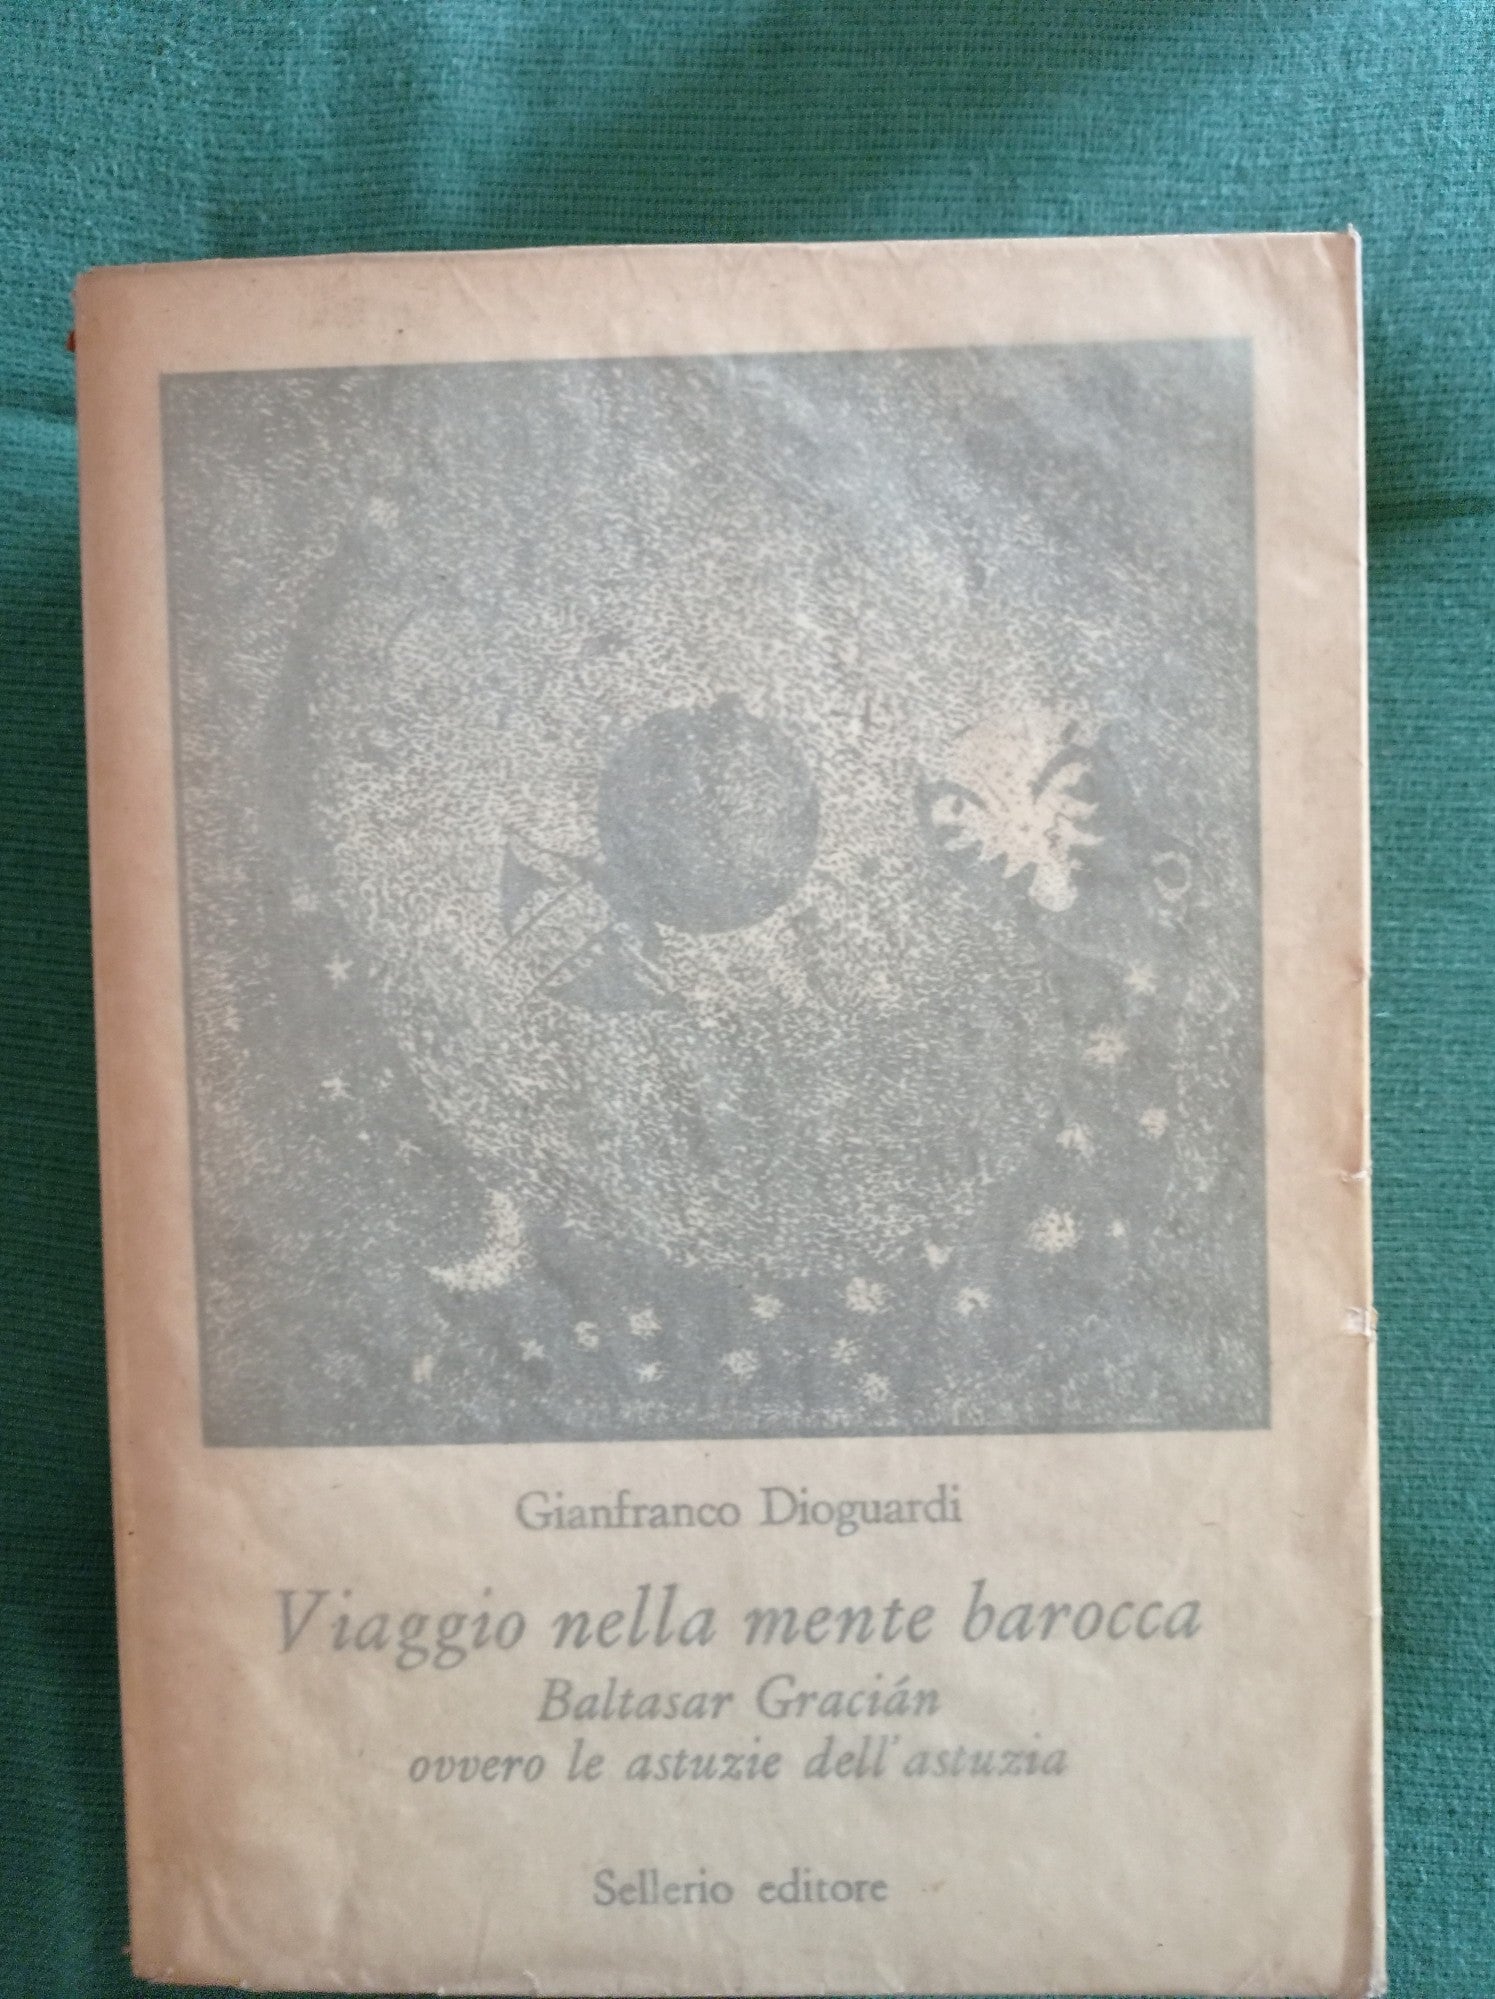 Gianfranco Dioguardi
Viaggio nella mente barocca
Baltasar Gracián
ovvero le astuzie dell'astuzia
Sellerio editore